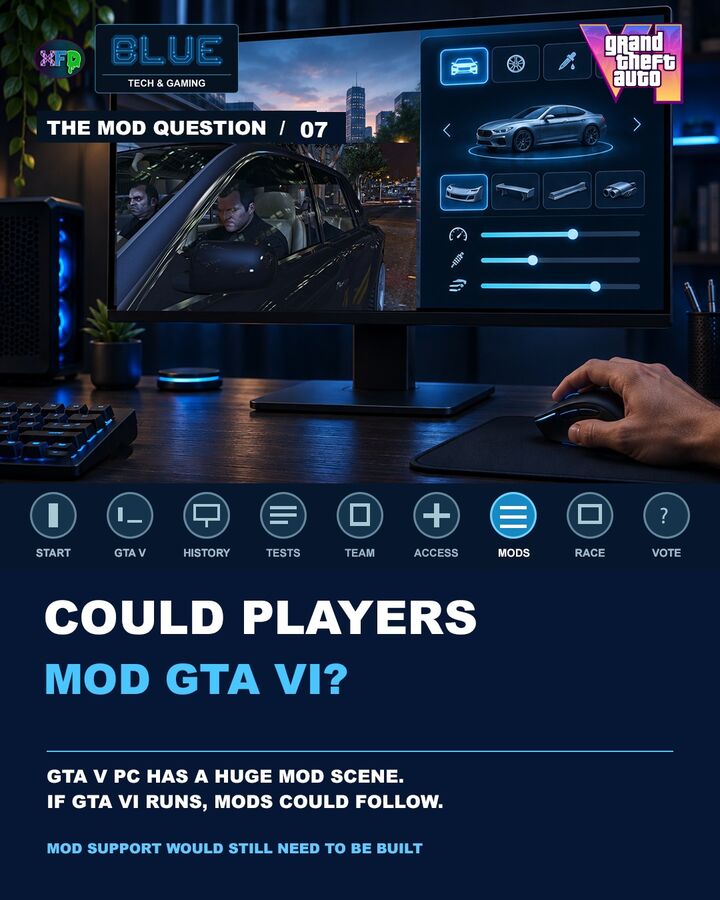 XFP
BLUE
TECH & GAMING
grand
theft
auto
VI
THE MOD QUESTION / 07
START
GTA V
HISTORY
TESTS
TEAM
ACCESS
MODS
RACE
?
VOTE
COULD PLAYERS
MOD GTA VI?
GTA V PC HAS A HUGE MOD SCENE.
IF GTA VI RUNS, MODS COULD FOLLOW.
MOD SUPPORT WOULD STILL NEED TO BE BUILT